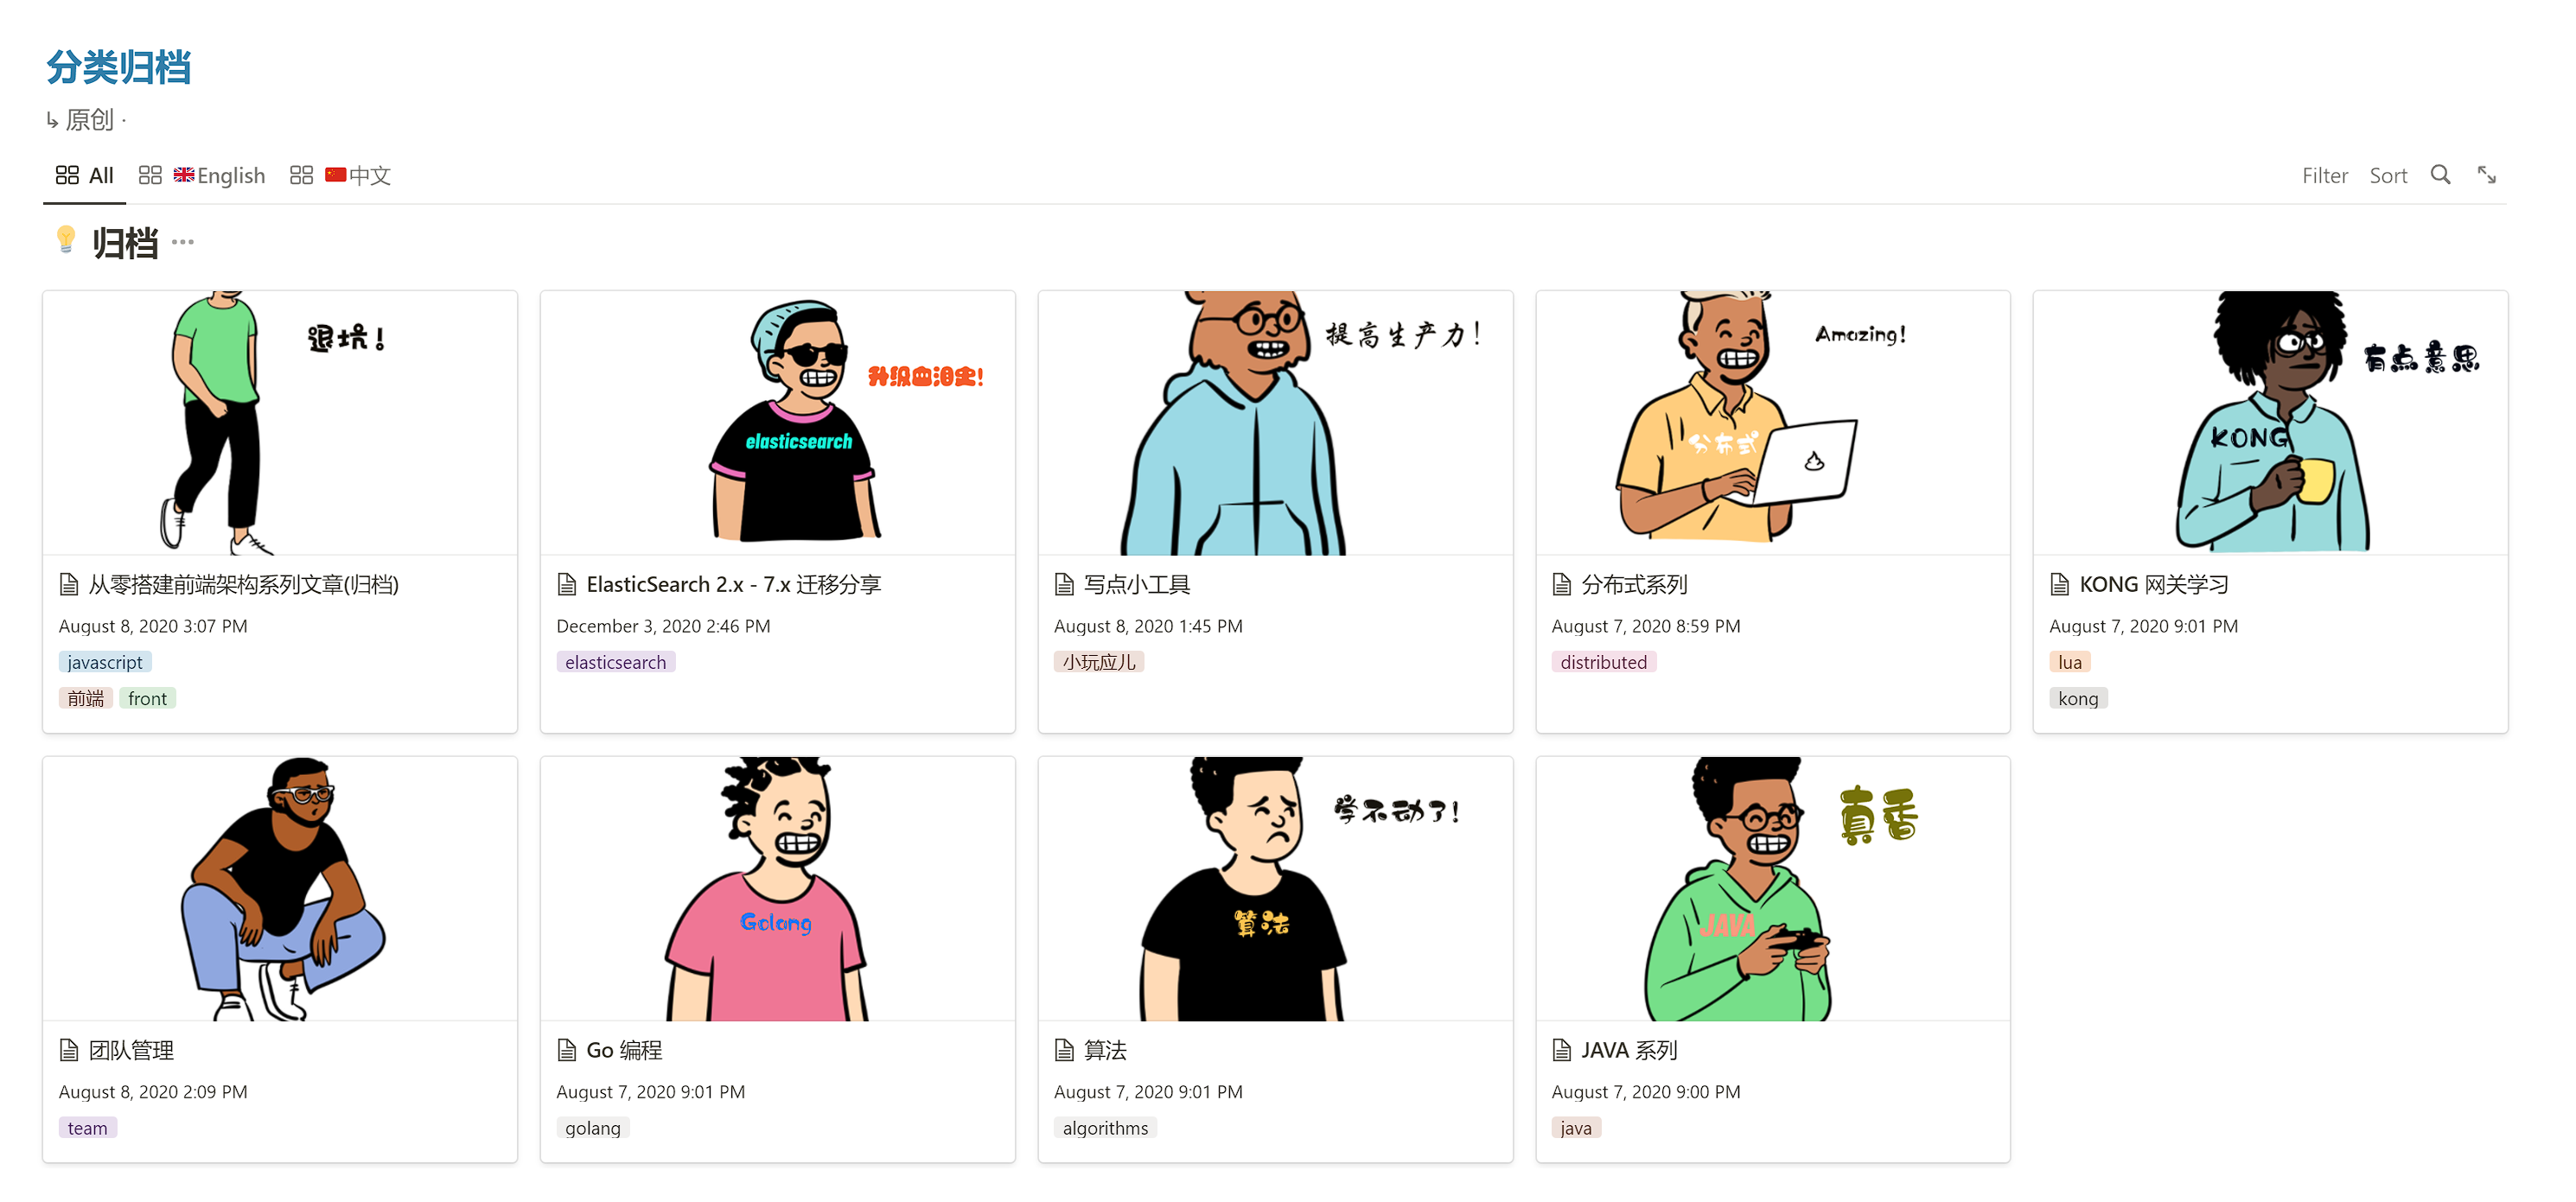 分类归档
↳ 原创 ·
All English 中文 Filter Sort
归档 ···
退坑！
升级血泪史!
elasticsearch
提高生产力！
Amazing!
分布式
有点意思
KONG
从零搭建前端架构系列文章(归档)
August 8, 2020 3:07 PM
javascript
前端 front
ElasticSearch 2.x - 7.x 迁移分享
December 3, 2020 2:46 PM
elasticsearch
写点小工具
August 8, 2020 1:45 PM
小玩应儿
分布式系列
August 7, 2020 8:59 PM
distributed
KONG 网关学习
August 7, 2020 9:01 PM
lua
kong
Golang
学不动了！
算法
真香
JAVA
团队管理
August 8, 2020 2:09 PM
team
Go 编程
August 7, 2020 9:01 PM
golang
算法
August 7, 2020 9:01 PM
algorithms
JAVA 系列
August 7, 2020 9:00 PM
java